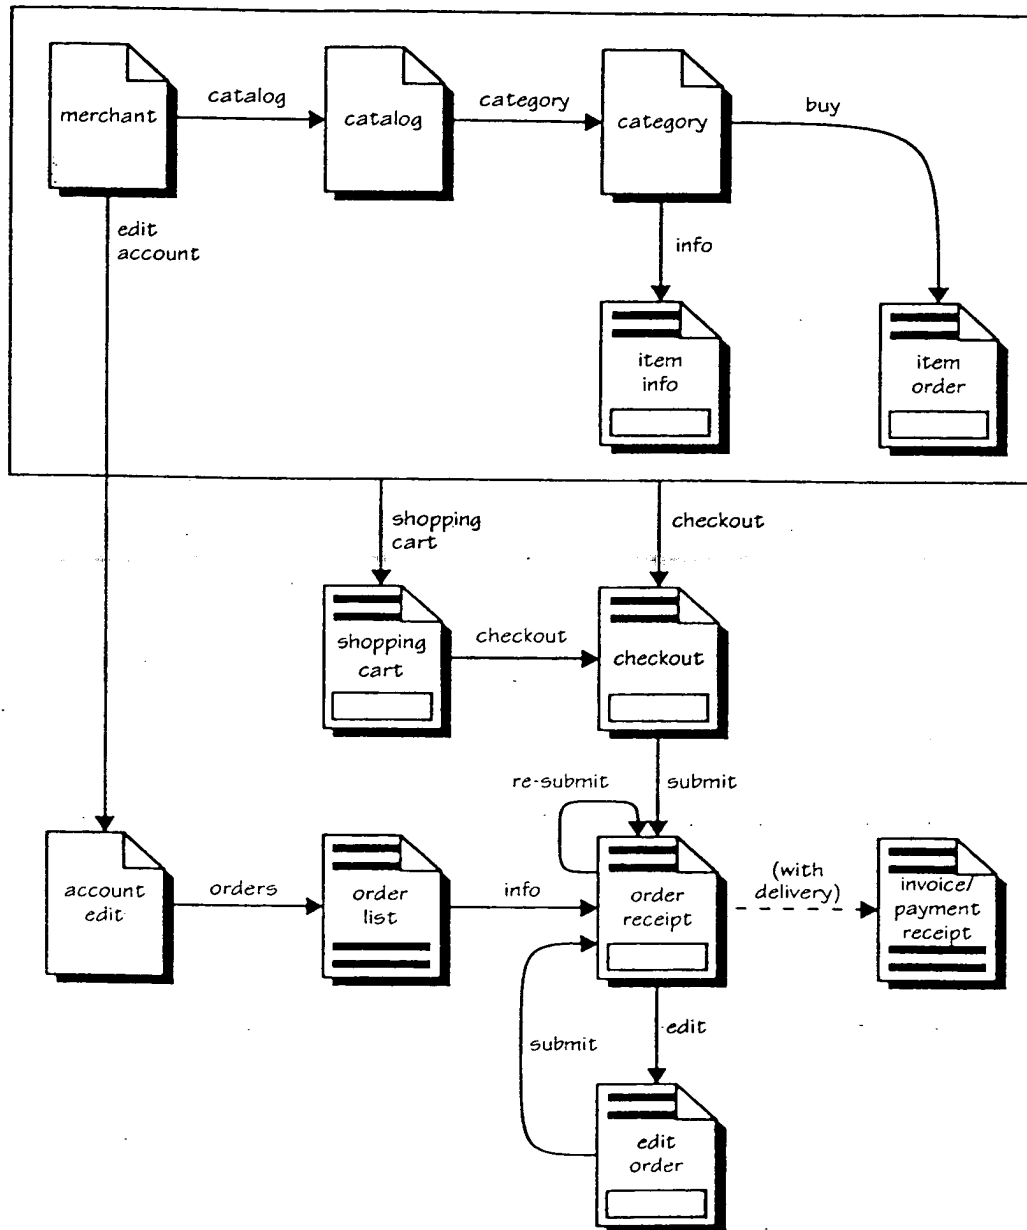 merchant
catalog
catalog
category
category
buy
edit
account
info
item
info
item
order
shopping
cart
checkout
shopping
cart
checkout
checkout
re-submit
submit
account
edit
orders
order
list
info
order
receipt
(with
delivery)
invoice/
payment
receipt
submit
edit
edit
order